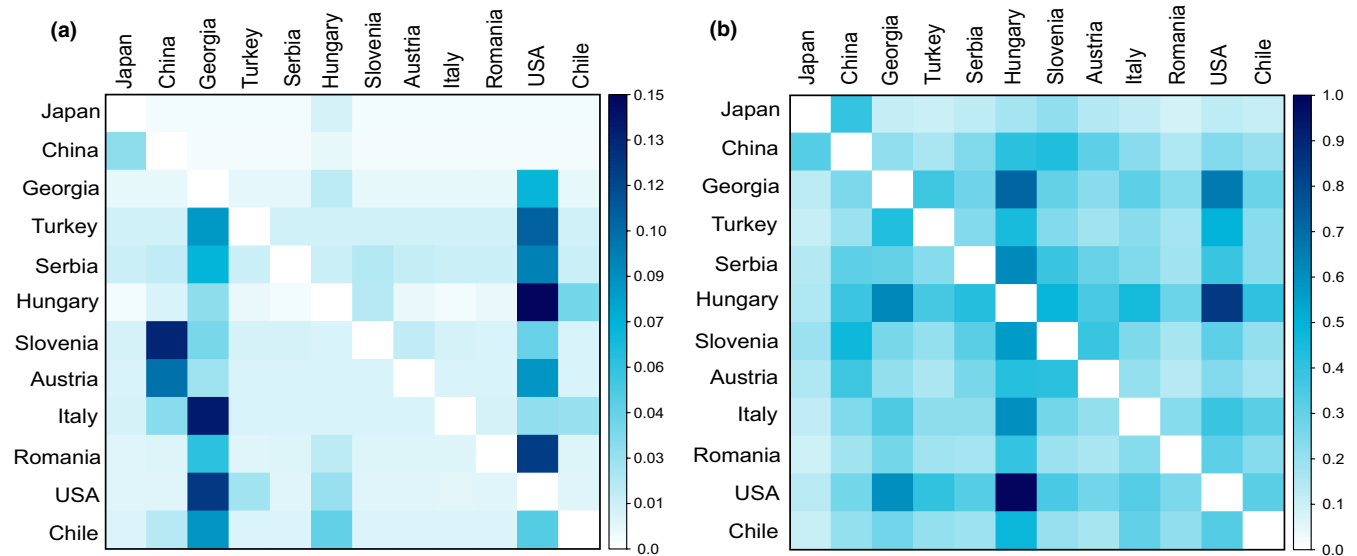 (a)
Japan China Georgia Turkey Serbia Hungary Slovenia Austria Italy Romania USA Chile
Japan
China
Georgia
Turkey
Serbia
Hungary
Slovenia
Austria
Italy
Romania
USA
Chile
0.15
0.13
0.12
0.10
0.09
0.07
0.06
0.04
0.03
0.01
0.0
(b)
Japan China Georgia Turkey Serbia Hungary Slovenia Austria Italy Romania USA Chile
Japan
China
Georgia
Turkey
Serbia
Hungary
Slovenia
Austria
Italy
Romania
USA
Chile
1.0
0.9
0.8
0.7
0.6
0.5
0.4
0.3
0.2
0.1
0.0